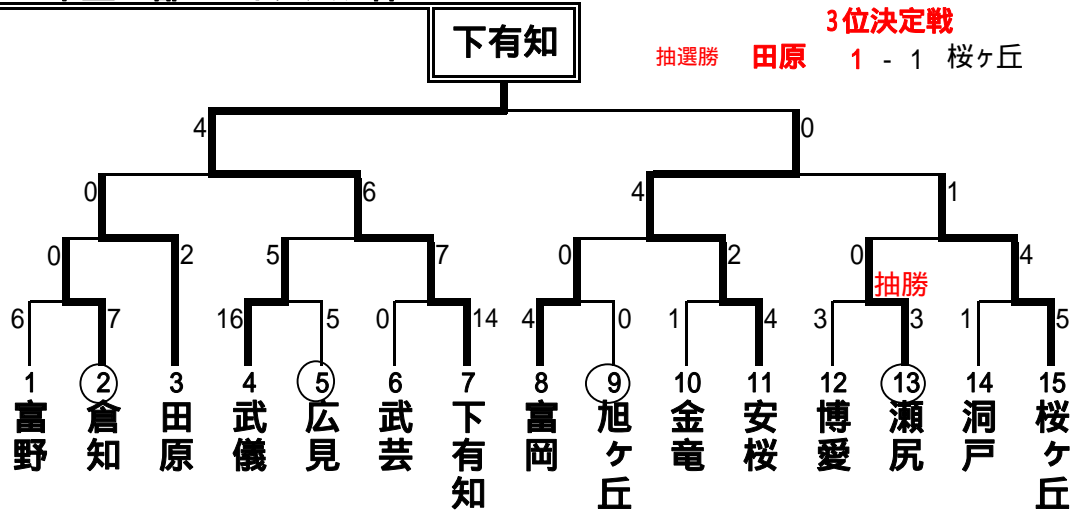 3位決定戦
下有知
抽選勝 田原 1 - 1 桜ヶ丘
4 0
0 6 4 1
0 2 5 7 0 2 0 4
抽勝
6 7 16 5 0 14 4 0 1 4 3 3 1 5
1 2 3 4 5 6 7 8 9 10 11 12 13 14 15
富野 倉知 田原 武儀 広見 武芸 下有知 富岡 旭ヶ丘 金竜 安桜 博愛 瀬尻 洞戸 桜ヶ丘